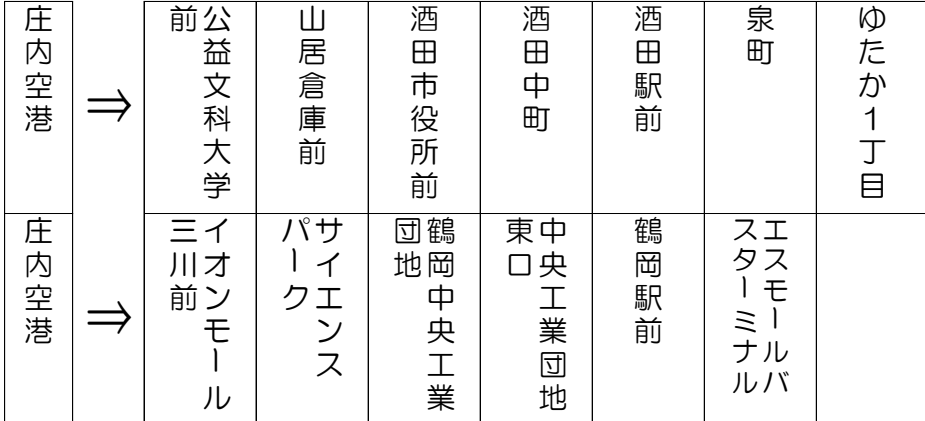 庄内空港
⇒
公益文科大学
前
山居倉庫前
酒田市役所前
酒田中町
酒田駅前
泉町
ゆたか1丁目
庄内空港
⇒
イオンモール
三川前
サイエンス
パーク
鶴岡中央工業
団地
中央工業団地
東口
鶴岡駅前
エスモールバ
スターミナル